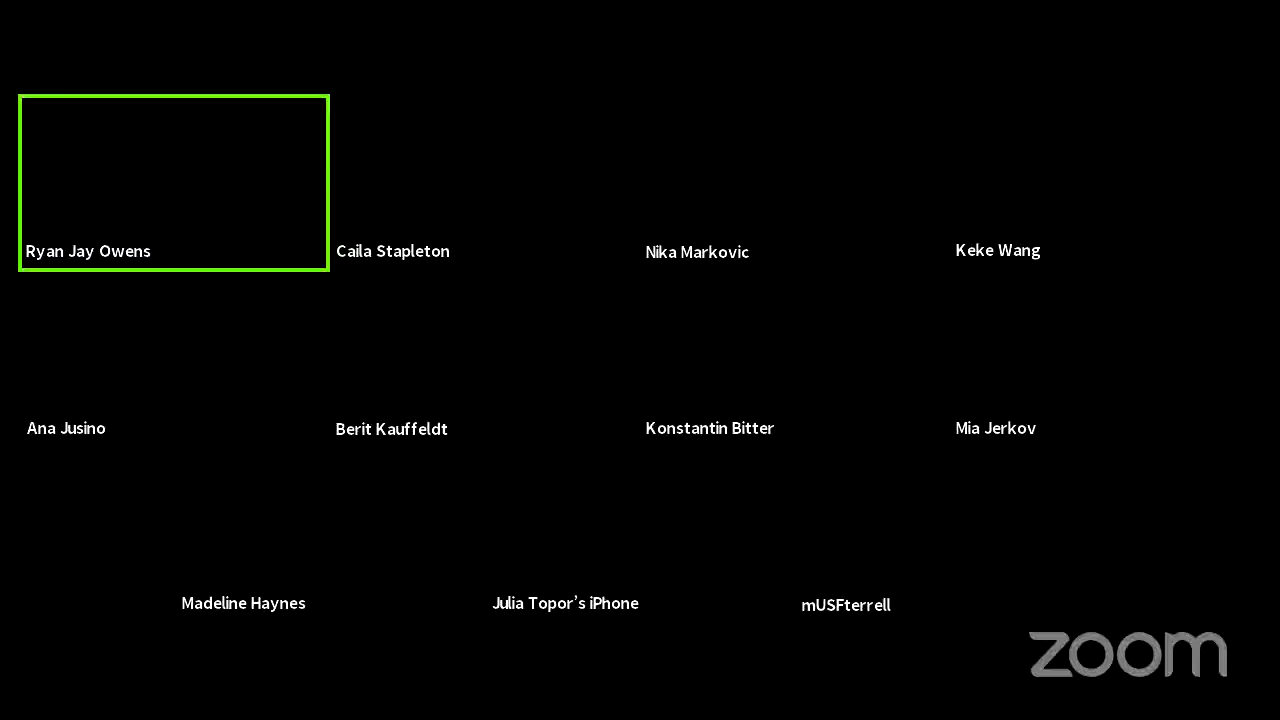 Ryan Jay Owens
Caila Stapleton
Nika Markovic
Keke Wang
Ana Jusino
Berit Kauffeldt
Konstantin Bitter
Mia Jerkov
Madeline Haynes
Julia Topor’s iPhone
mUSFterrell
zoom